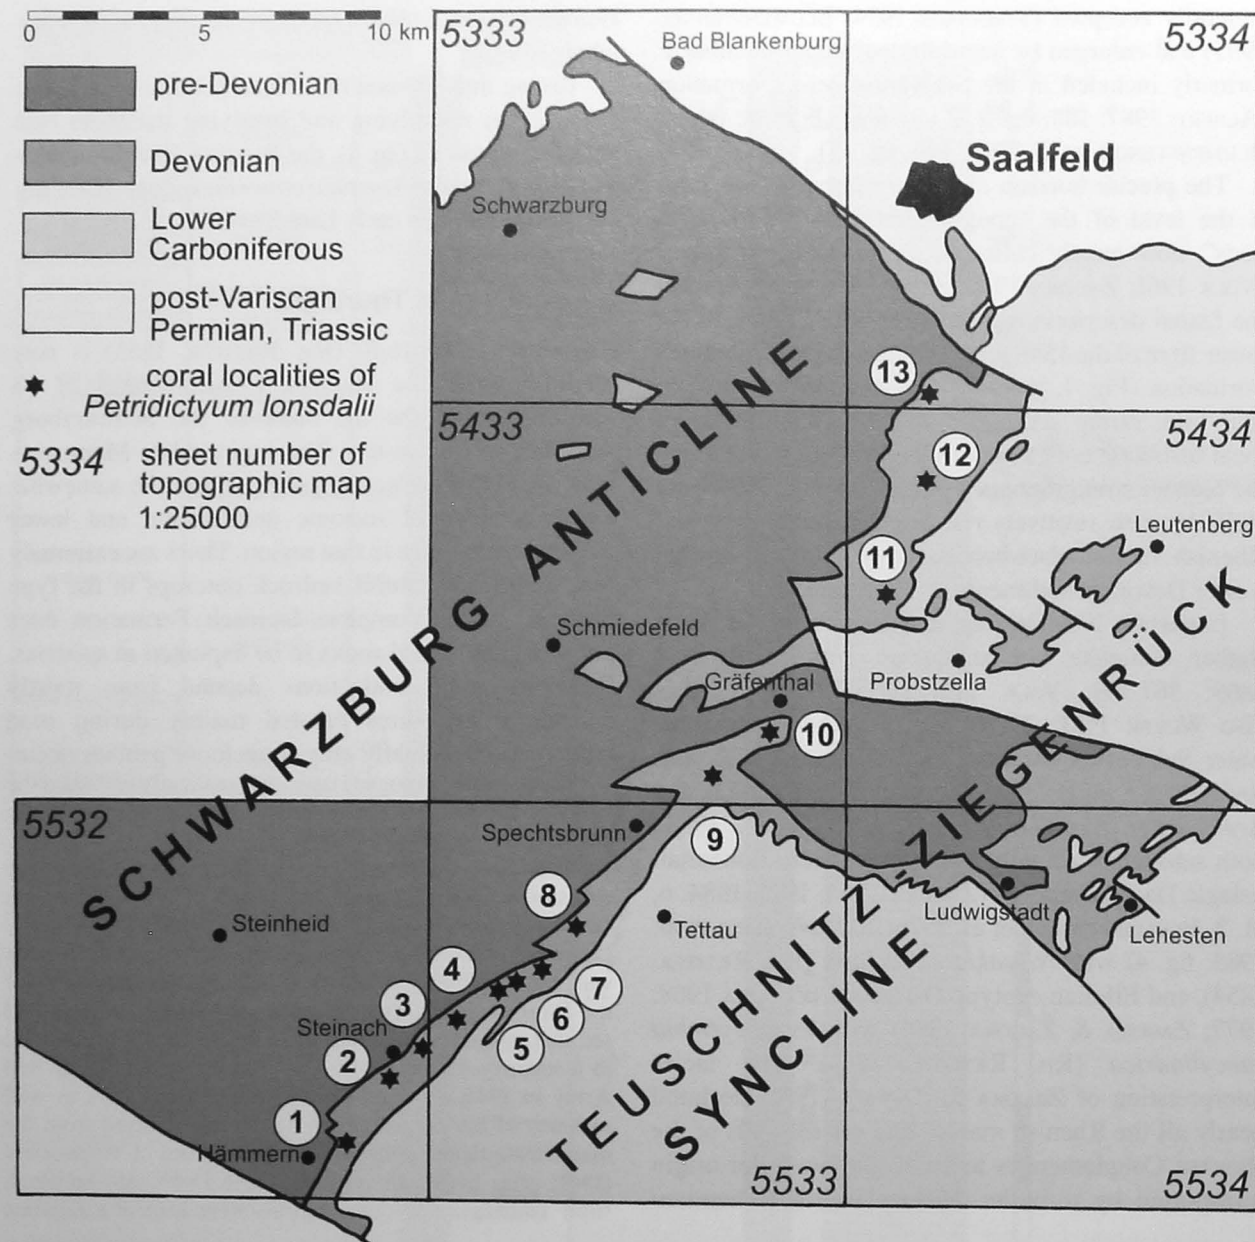 0 5 10 km
pre-Devonian
Devonian
Lower
Carboniferous
post-Variscan
Permian, Triassic
coral localities of
Petridictyum lonsdalii
5334 sheet number of
topographic map
1:25000
5333
Bad Blankenburg
5334
Saalfeld
Schwarzburg
13
5433
5434
12
Leutenberg
11
Schmiedefeld
Gräfenthal
Probstzella
10
SCHWARZBURG ANTICLINE
5532
Spechtsbrunn
9
8
Steinheid
Tettau
Ludwigstadt
Lehesten
4
7
3
6
Steinach
5
2
1
Hämmern
TEUSCHNITZ-ZIEGENRÜCK
SYNCLINE
5533
5534